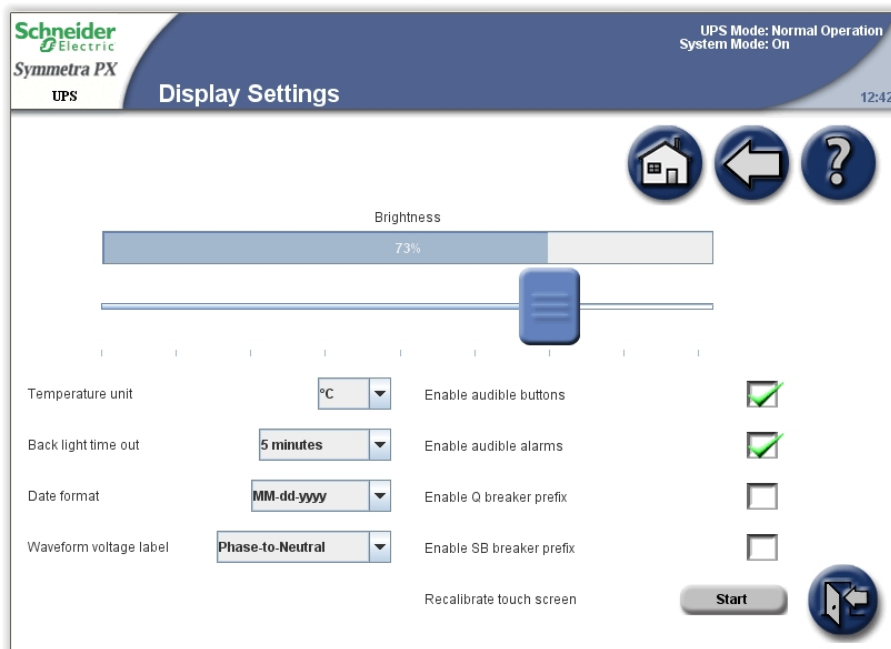 Schneider
Electric
Symmetra PX
UPS
Display Settings
UPS Mode: Normal Operation
System Mode: On
12:42
?
Brightness
73%
Temperature unit
°C
Enable audible buttons
Back light time out
5 minutes
Enable audible alarms
Date format
MM-dd-yyyy
Enable Q breaker prefix
Waveform voltage label
Phase-to-Neutral
Enable SB breaker prefix
Recalibrate touch screen
Start